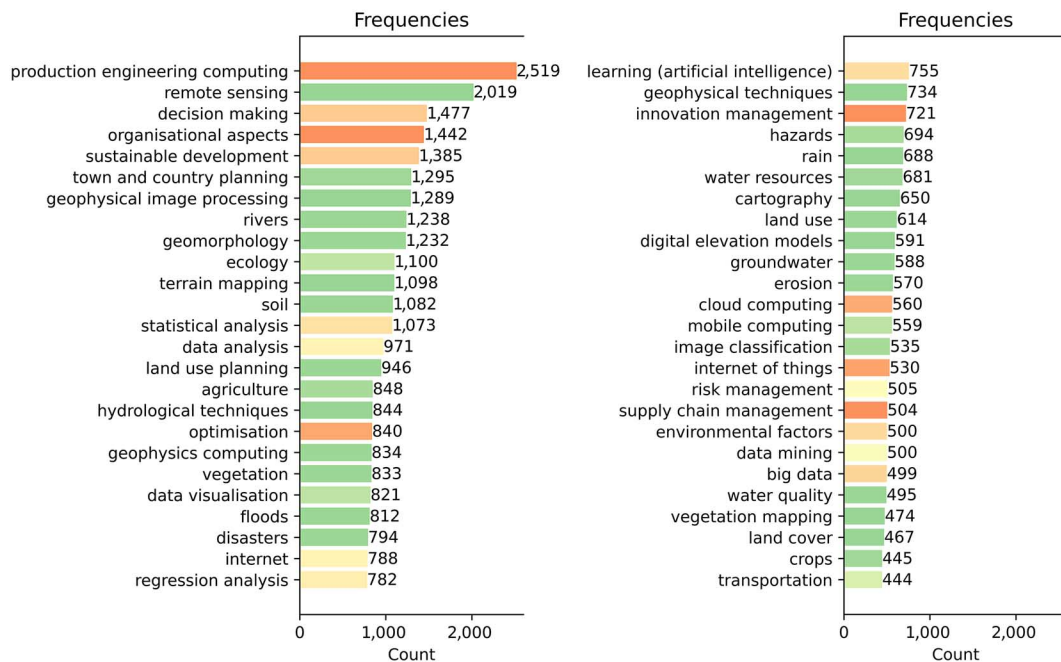 Frequencies
production engineering computing 2,519
remote sensing 2,019
decision making 1,477
organisational aspects 1,442
sustainable development 1,385
town and country planning 1,295
geophysical image processing 1,289
rivers 1,238
geomorphology 1,232
ecology 1,100
terrain mapping 1,098
soil 1,082
statistical analysis 1,073
data analysis 971
land use planning 946
agriculture 848
hydrological techniques 844
optimisation 840
geophysics computing 834
vegetation 833
data visualisation 821
floods 812
disasters 794
internet 788
regression analysis 782
0 1,000 2,000
Count
Frequencies
learning (artificial intelligence) 755
geophysical techniques 734
innovation management 721
hazards 694
rain 688
water resources 681
cartography 650
land use 614
digital elevation models 591
groundwater 588
erosion 570
cloud computing 560
mobile computing 559
image classification 535
internet of things 530
risk management 505
supply chain management 504
environmental factors 500
data mining 500
big data 499
water quality 495
vegetation mapping 474
land cover 467
crops 445
transportation 444
0 1,000 2,000
Count